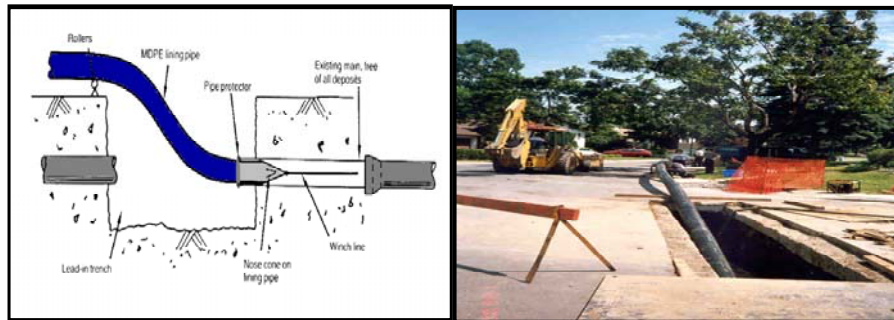 Rollers
MDPE lining pipe
Pipe protector
Existing main, free
of all deposits
Lead-in trench
Nose cone on
lining pipe
Winch line